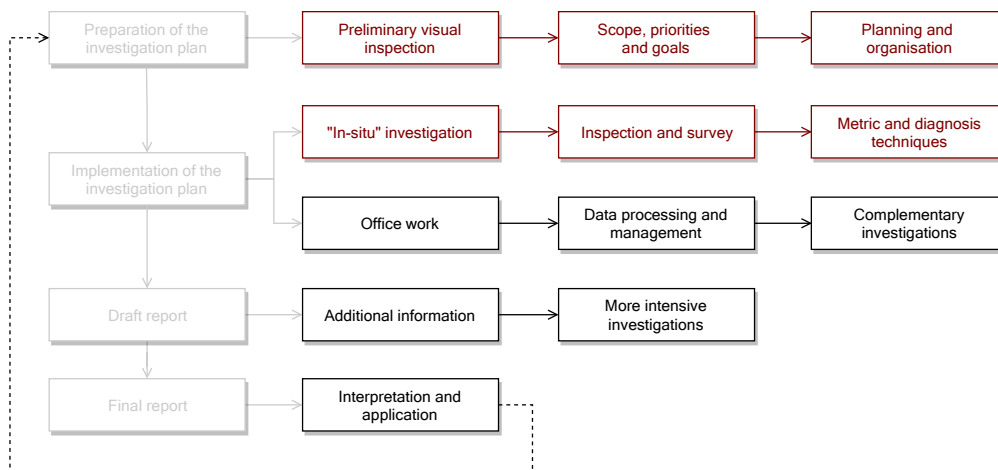 Preparation of the
investigation plan
Preliminary visual
inspection
Scope, priorities
and goals
Planning and
organisation
"In-situ" investigation
Inspection and survey
Metric and diagnosis
techniques
Implementation of the
investigation plan
Office work
Data processing and
management
Complementary
investigations
Draft report
Additional information
More intensive
investigations
Final report
Interpretation and
application